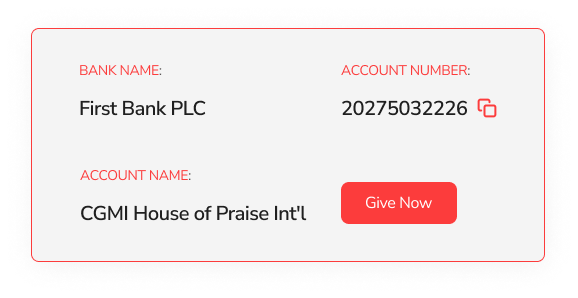 BANK NAME:
First Bank PLC
ACCOUNT NUMBER:
20275032226
ACCOUNT NAME:
CGMI House of Praise Int'l
Give Now